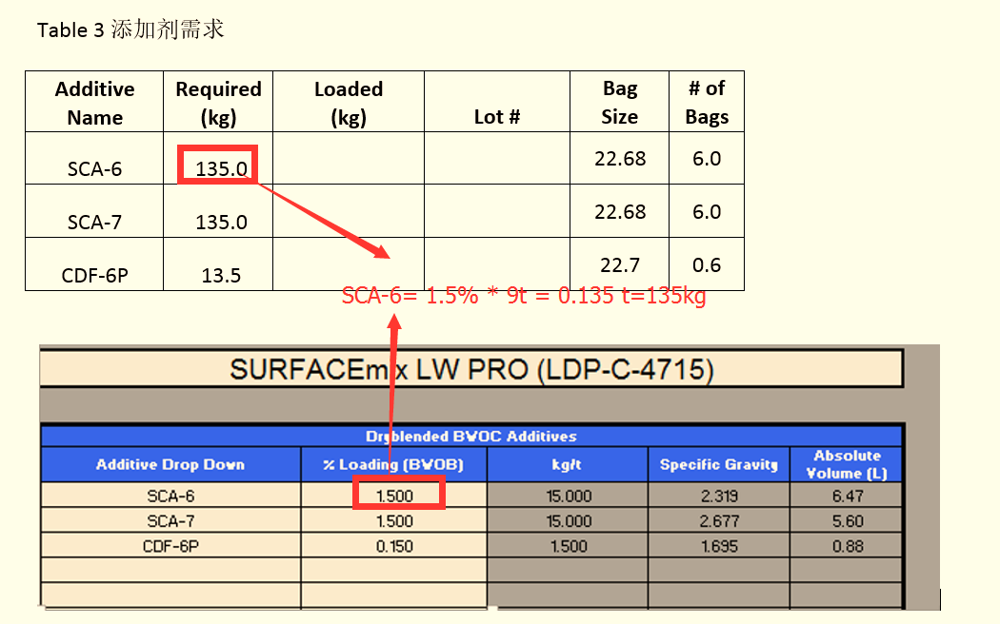 Table 3 添加剂需求
Additive Name Required (kg) Loaded (kg) Lot # Bag Size # of Bags
SCA-6 135.0 22.68 6.0
SCA-7 135.0 22.68 6.0
CDF-6P 13.5 22.7 0.6
SCA-6= 1.5% * 9t = 0.135 t=135kg
SURFACEmix LW PRO (LDP-C-4715)
Dryblended BWOC Additives
Additive Drop Down % Loading (BWOB) kg/t Specific Gravity Absolute Volume (L)
SCA-6 1.500 15.000 2.319 6.47
SCA-7 1.500 15.000 2.677 5.60
CDF-6P 0.150 1.500 1.695 0.88